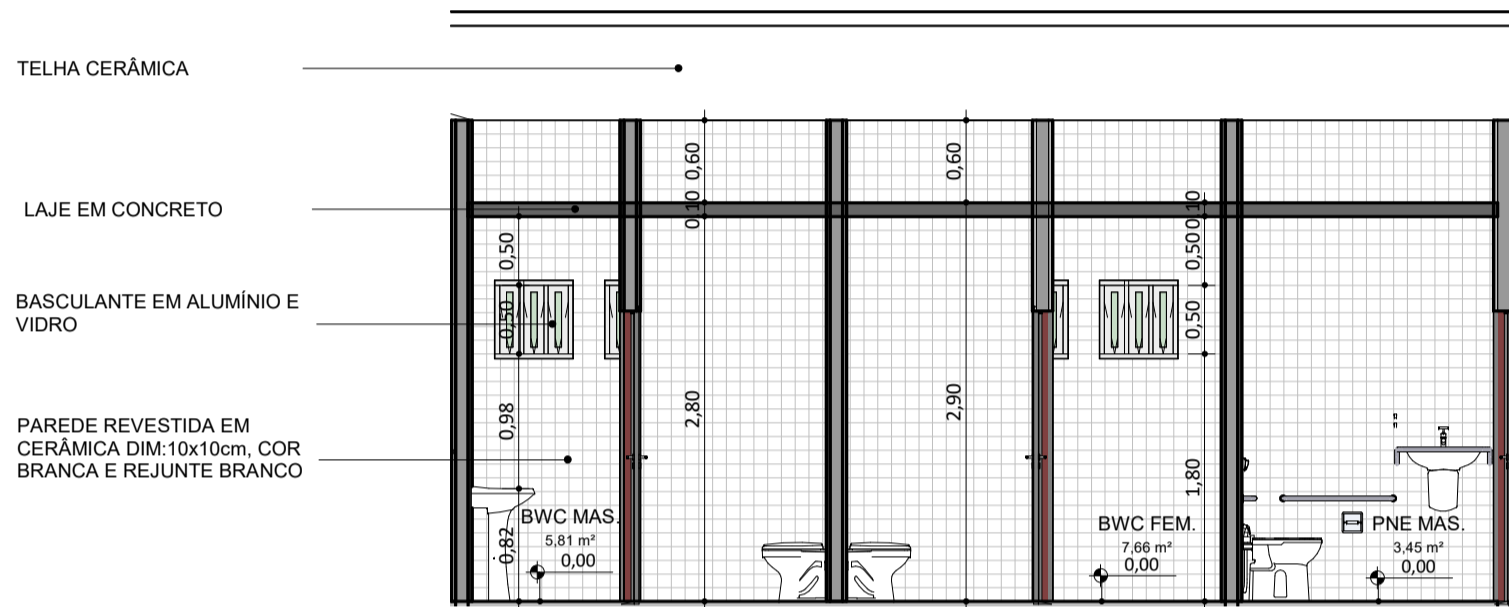 TELHA CERÂMICA
LAJE EM CONCRETO
BASCULANTE EM ALUMÍNIO E
VIDRO
PAREDE REVESTIDA EM
CERÂMICA DIM:10x10cm, COR
BRANCA E REJUNTE BRANCO
0,50
0,50
0,98
0,82
0,60
0,10
2,80
0,60
2,90
0,10
0,50
0,50
1,80
BWC MAS.
5,81 m²
0,00
BWC FEM.
7,66 m²
0,00
PNE MAS.
3,45 m²
0,00